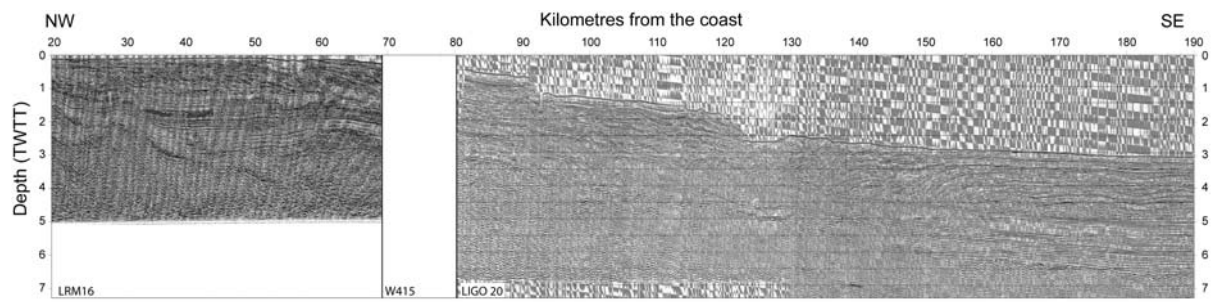 NW Kilometres from the coast SE
20 30 40 50 60 70 80 90 100 110 120 130 140 150 160 170 180 190
0 0
1 1
2 2
3 3
4 4
5 5
6 6
7 7
Depth (TWTT)
LRM16 W415 LIGO 20